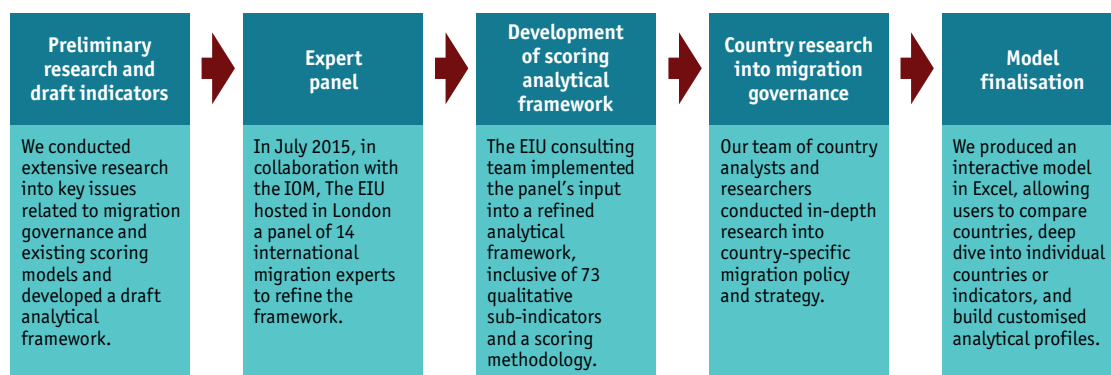 Preliminary
research and
draft indicators
We conducted
extensive research
into key issues
related to migration
governance and
existing scoring
models and
developed a draft
analytical
framework.
Expert
panel
In July 2015, in
collaboration with
the IOM, The EIU
hosted in London
a panel of 14
international
migration experts
to refine the
framework.
Development
of scoring
analytical
framework
The EIU consulting
team implemented
the panel's input
into a refined
analytical
framework,
inclusive of 73
qualitative
sub-indicators
and a scoring
methodology.
Country research
into migration
governance
Our team of country
analysts and
researchers
conducted in-depth
research into
country-specific
migration policy
and strategy.
Model
finalisation
We produced an
interactive model
in Excel, allowing
users to compare
countries, deep
dive into individual
countries or
indicators, and
build customised
analytical profiles.